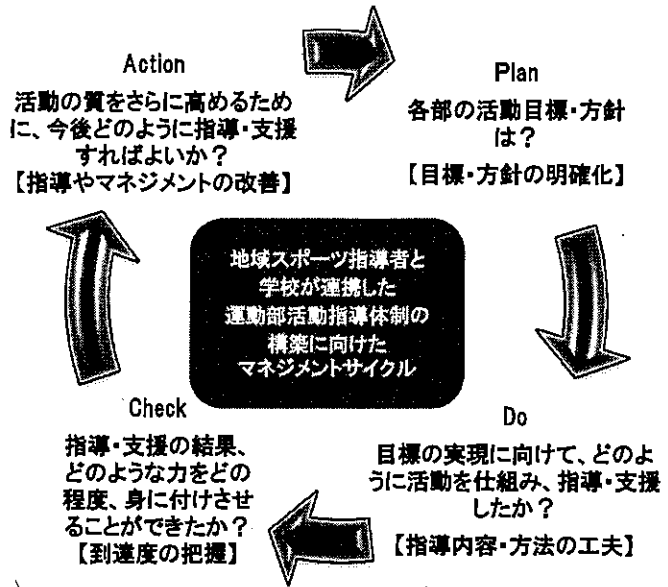 Action
活動の質をさらに高めるため
に、今後どのように指導・支援
すればよいか?
【指導やマネジメントの改善】
Plan
各部の活動目標・方針
は?
【目標・方針の明確化】
地域スポーツ指導者と
学校が連携した
運動部活動指導体制の
構築に向けた
マネジメントサイクル
Check
指導・支援の結果、
どのような力をどの
程度、身に付けさせ
ることができたか?
【到達度の把握】
Do
目標の実現に向けて、どのよ
うに活動を仕組み、指導・支援
したか?
【指導内容・方法の工夫】